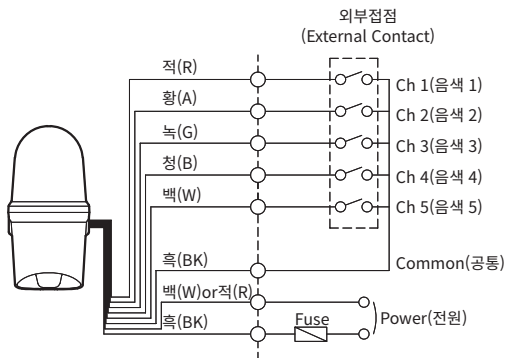 외부접점
(External Contact)
적(R)
Ch 1(음색 1)
황(A)
Ch 2(음색 2)
녹(G)
Ch 3(음색 3)
청(B)
Ch 4(음색 4)
백(W)
Ch 5(음색 5)
흑(BK)
Common(공통)
백(W)or적(R)
흑(BK)
Fuse
Power(전원)